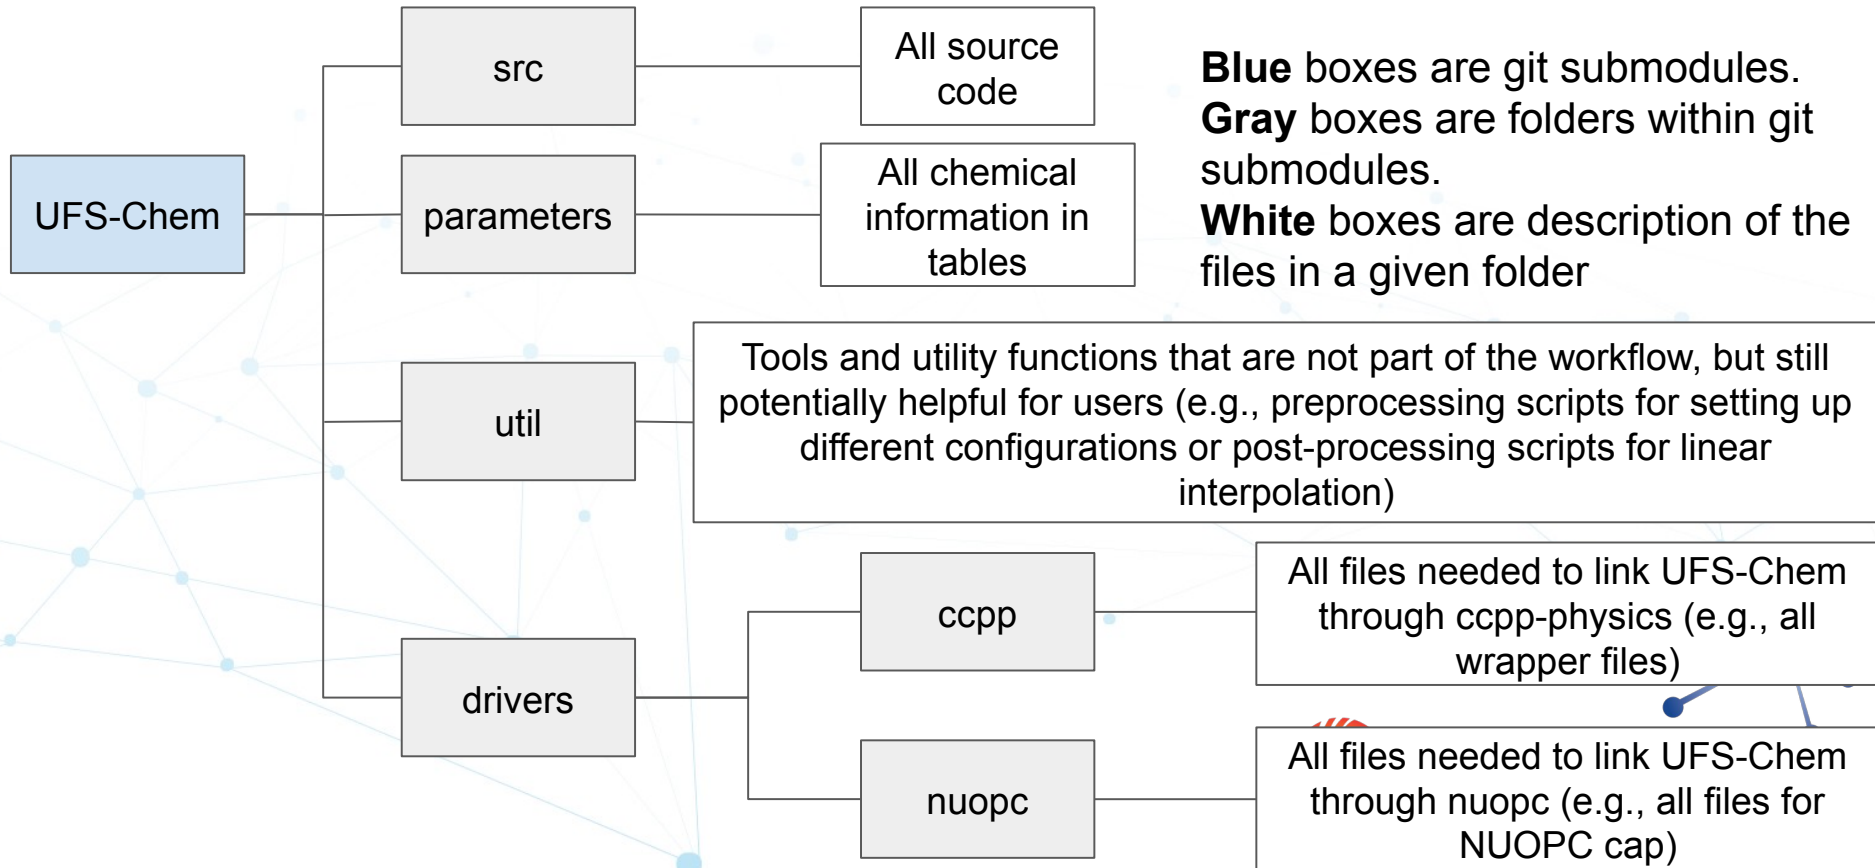 src
All source
code
Blue boxes are git submodules.
Gray boxes are folders within git
submodules.
White boxes are description of the
files in a given folder
UFS-Chem
parameters
All chemical
information in
tables
util
Tools and utility functions that are not part of the workflow, but still
potentially helpful for users (e.g., preprocessing scripts for setting up
different configurations or post-processing scripts for linear
interpolation)
drivers
ccpp
All files needed to link UFS-Chem
through ccpp-physics (e.g., all
wrapper files)
nuopc
All files needed to link UFS-Chem
through nuopc (e.g., all files for
NUOPC cap)